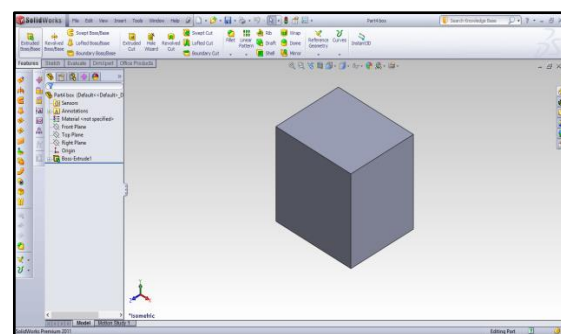 SolidWorks File Edit View Insert Tools Window Help Part4 box Search Knowledge Base
Extruded Boss/Base Revolved Boss/Base Swept Boss/Base Lofted Boss/Base Boundary Boss/Base Extruded Cut Hole Wizard Revolved Cut Swept Cut Lofted Cut Boundary Cut Fillet Linear Pattern Rib Draft Shell Wrap Dome Mirror Reference Geometry Curves Instant3D
Features Sketch Evaluate DimXpert Office Products
Part4 box (Default<<Default>_D
Sensors
Annotations
Material <not specified>
Front Plane
Top Plane
Right Plane
Origin
Boss-Extrude1
*Isometric
Model Motion Study 1
SolidWorks Premium 2011 Editing Part